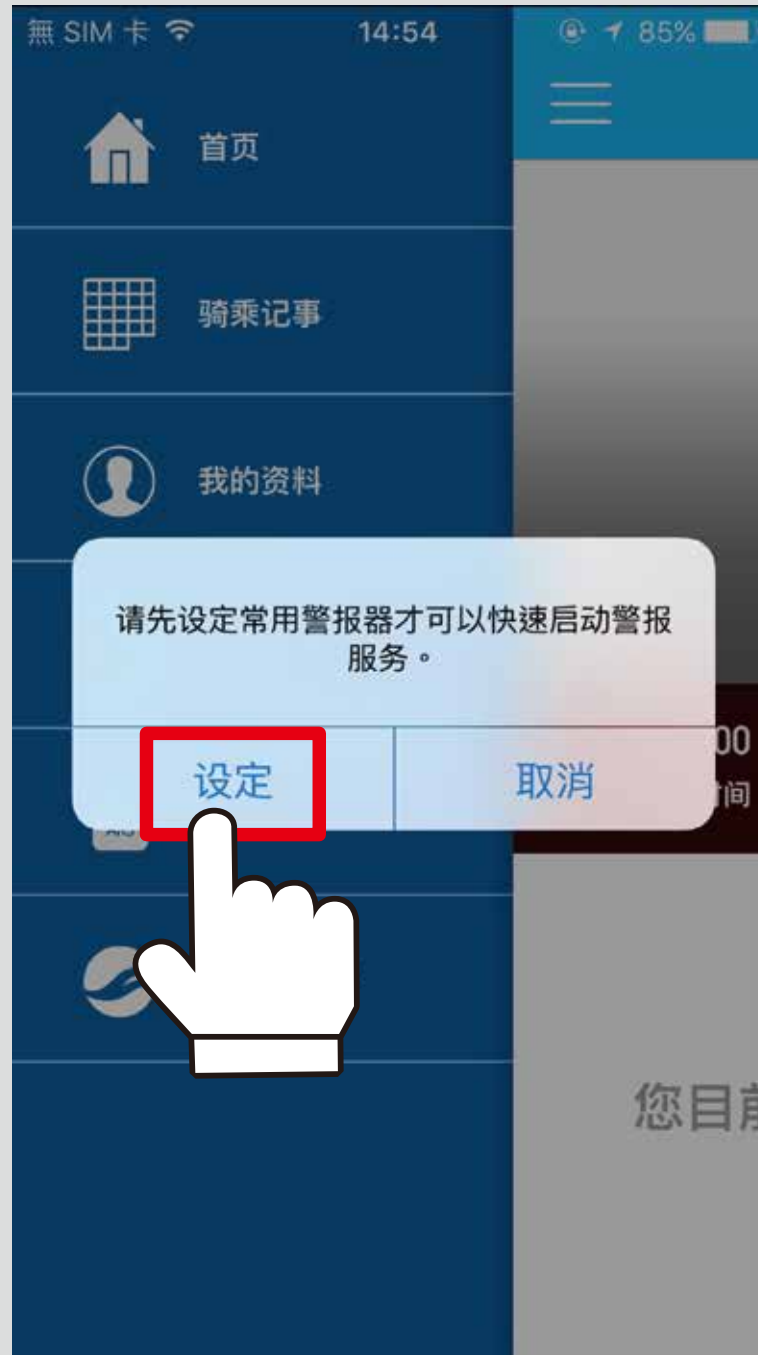 無 SIM 卡
14:54
85%
首页
骑乘记事
我的资料
请先设定常用警报器才可以快速启动警报
服务。
设定
取消
00
时间
您目前